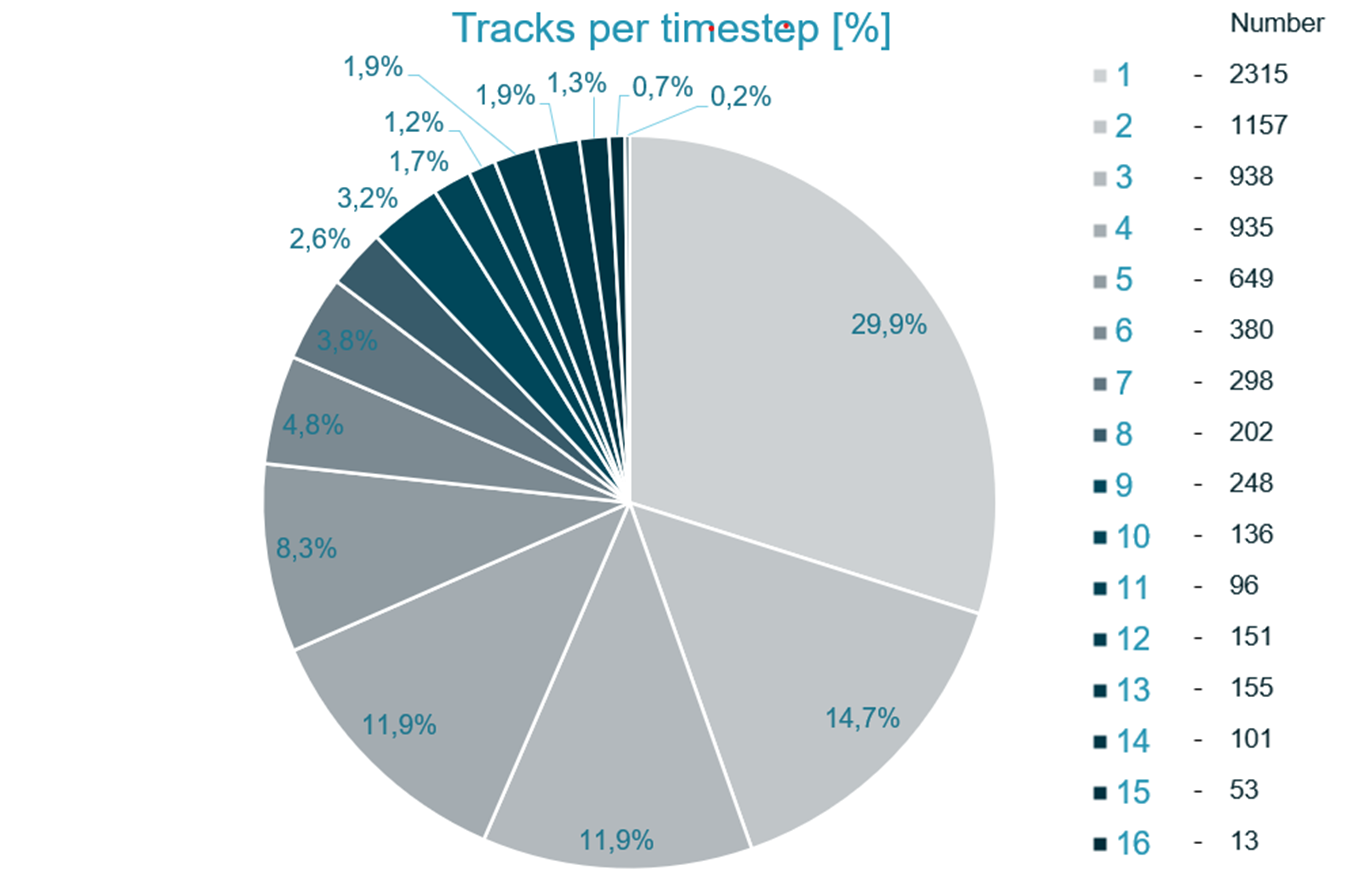 Tracks per timestep [%]
1,9%
1,9%
1,3%
0,7%
0,2%
1,2%
1,7%
3,2%
2,6%
3,8%
4,8%
8,3%
11,9%
11,9%
14,7%
29,9%
Number
1 - 2315
2 - 1157
3 - 938
4 - 935
5 - 649
6 - 380
7 - 298
8 - 202
9 - 248
10 - 136
11 - 96
12 - 151
13 - 155
14 - 101
15 - 53
16 - 13